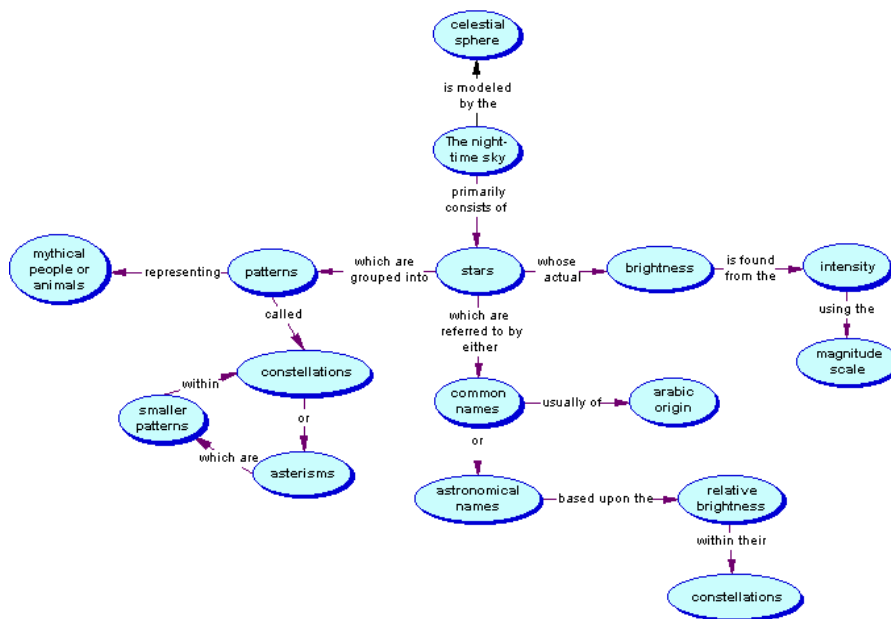 celestial
sphere
is modeled
by the
The night-
time sky
primarily
consists of
mythical
people or
animals
representing
patterns
which are
grouped into
stars
whose
actual
brightness
is found
from the
intensity
called
which are
referred to by
either
using the
magnitude
scale
constellations
within
smaller
patterns
or
which are
asterisms
common
names
usually of
arabic
origin
or
astronomical
names
based upon the
relative
brightness
within their
constellations